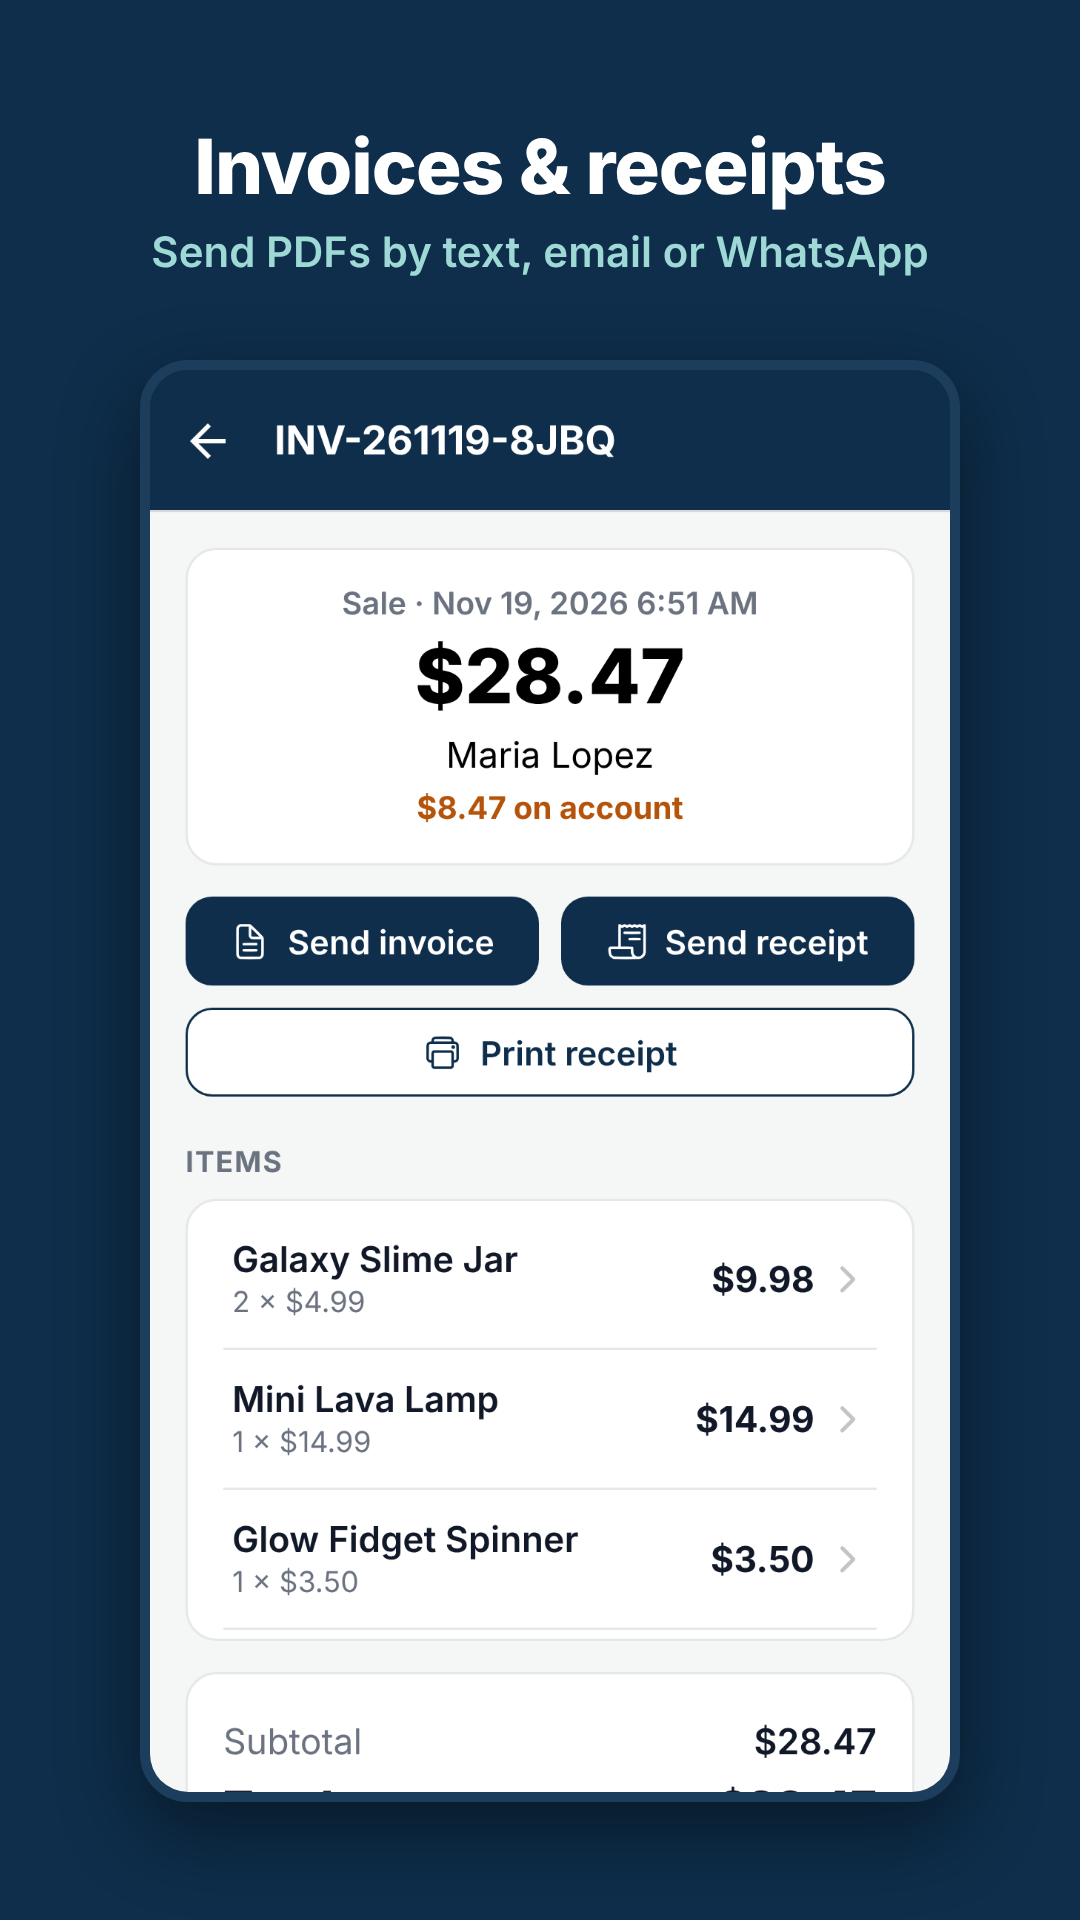 Invoices & receipts
Send PDFs by text, email or WhatsApp
INV-261119-8JBQ
Sale · Nov 19, 2026 6:51 AM
$28.47
Maria Lopez
$8.47 on account
Send invoice
Send receipt
Print receipt
ITEMS
Galaxy Slime Jar
2 × $4.99
$9.98
Mini Lava Lamp
1 × $14.99
$14.99
Glow Fidget Spinner
1 × $3.50
$3.50
Subtotal
$28.47